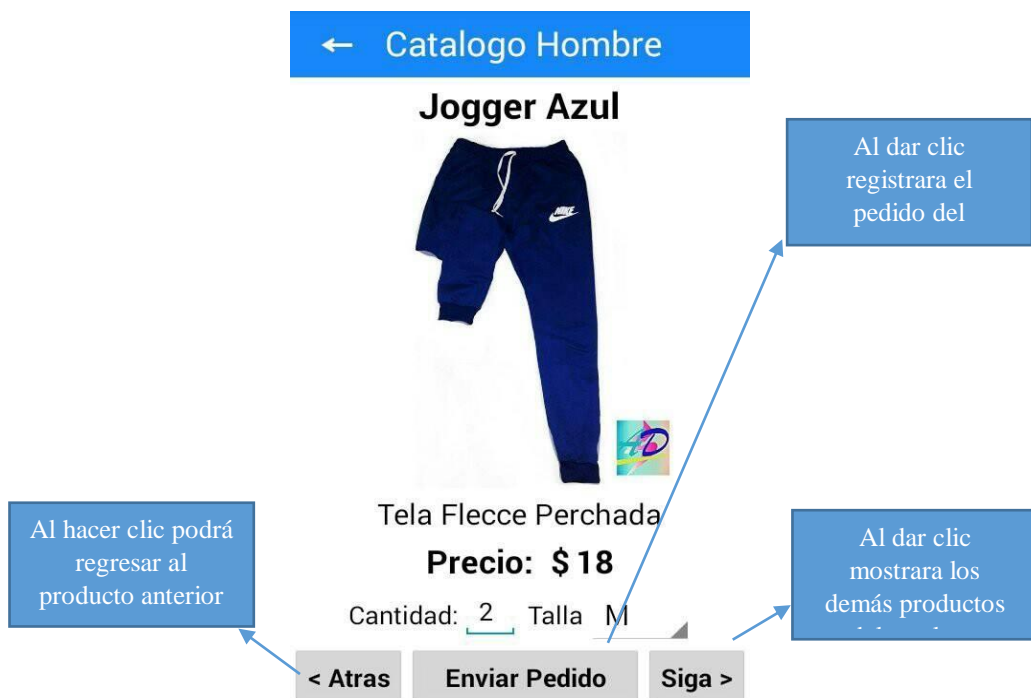 ← Catalogo Hombre
Jogger Azul
NIKE
AD
Tela Flecce Perchada
Precio: $ 18
Cantidad: 2 Talla M
< Atras Enviar Pedido Siga >
Al dar clic
registrara el
pedido del
Al hacer clic podrá
regresar al
producto anterior
Al dar clic
mostrara los
demás productos